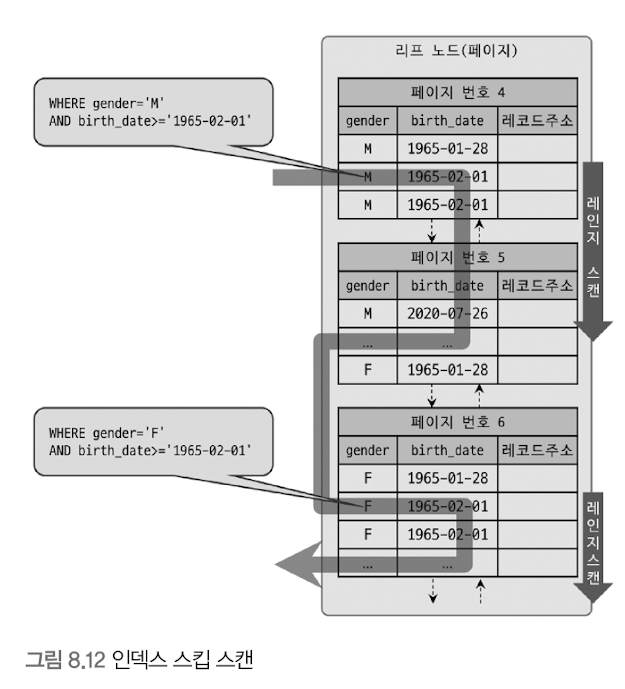 리프 노드(페이지)
WHERE gender='M'
AND birth_date>='1965-02-01'
페이지 번호 4
gender birth_date 레코드주소
M 1965-01-28
M 1965-02-01
M 1965-02-01
레인지 스캔
페이지 번호 5
gender birth_date 레코드주소
M 2020-07-26
... ...
F 1965-01-28
WHERE gender='F'
AND birth_date>='1965-02-01'
페이지 번호 6
gender birth_date 레코드주소
F 1965-01-28
F 1965-02-01
F 1965-02-01
... ...
레인지스캔
그림 8.12 인덱스 스킵 스캔